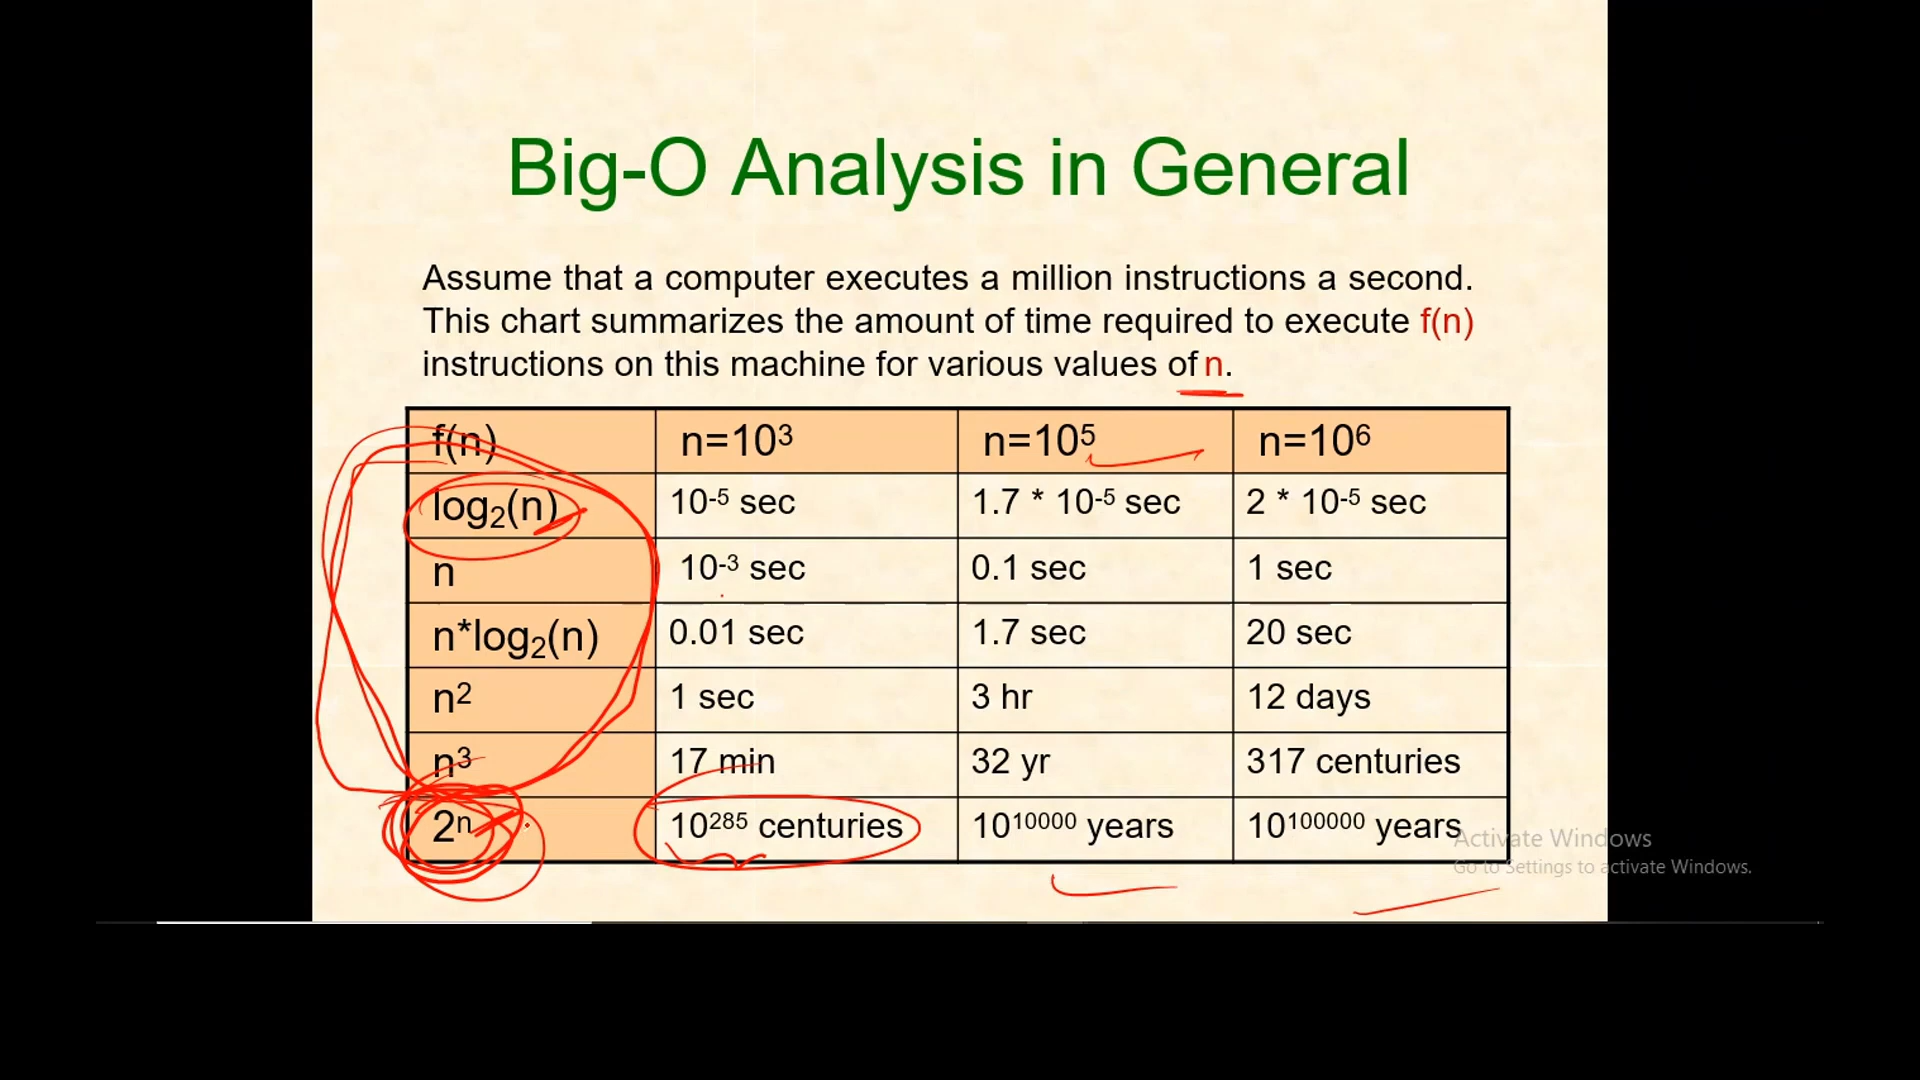 Big-O Analysis in General
Assume that a computer executes a million instructions a second.
This chart summarizes the amount of time required to execute f(n)
instructions on this machine for various values of n.
f(n) n=10³ n=10⁵ n=10⁶
log₂(n) 10⁻⁵ sec 1.7 * 10⁻⁵ sec 2 * 10⁻⁵ sec
n 10⁻³ sec 0.1 sec 1 sec
n*log₂(n) 0.01 sec 1.7 sec 20 sec
n² 1 sec 3 hr 12 days
n³ 17 min 32 yr 317 centuries
2ⁿ 10²⁸⁵ centuries 10¹⁰⁰⁰⁰ years 10¹⁰⁰⁰⁰⁰ years
Activate Windows
Go to Settings to activate Windows.